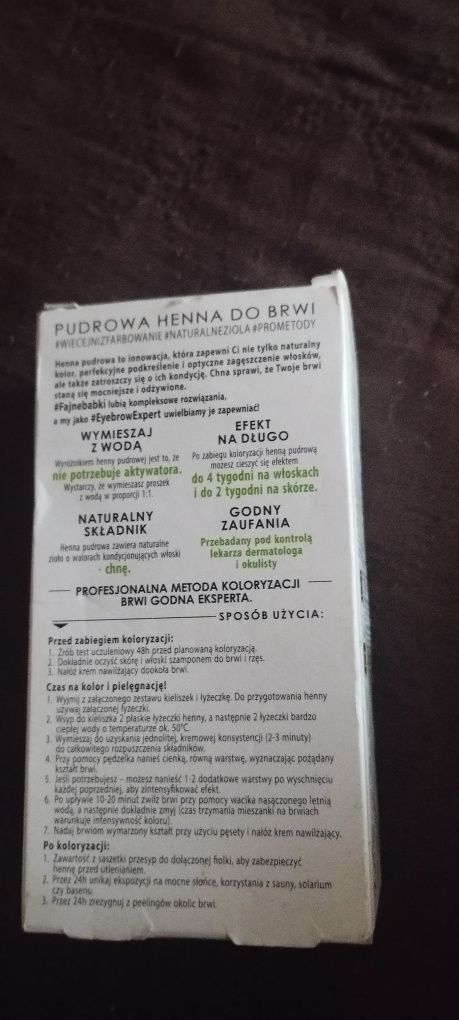 PUDROWA HENNA DO BRWI
#WIECEJNIZFARBOWANIE #NATURALNEZIOLA #PROMETODY
Henna pudrowa to innowacja, która zapewni Ci nie tylko naturalny
kolor, perfekcyjne podkreślenie i optyczne zagęszczenie włosków,
ale także zatroszczy się o ich kondycję. Chna sprawi, że Twoje brwi
staną się mocniejsze i odżywione.
#Fajnebabki lubią kompleksowe rozwiązania,
a my jako #EyebrowExpert uwielbiamy je zapewniać!
WYMIESZAJ
Z WODĄ
Wyróżnikiem henny pudrowej jest to, że
nie potrzebuje aktywatora.
Wystarczy, że wymieszasz proszek
z wodą w proporcji 1:1.
EFEKT
NA DŁUGO
Po zabiegu koloryzacji henną pudrową
możesz cieszyć się efektem
do 4 tygodni na włoskach
i do 2 tygodni na skórze.
NATURALNY
SKŁADNIK
Henna pudrowa zawiera naturalne
zioło o walorach kondycjonujących włoski
- chnę.
GODNY
ZAUFANIA
Przebadany pod kontrolą
lekarza dermatologa
i okulisty
PROFESJONALNA METODA KOLORYZACJI
BRWI GODNA EKSPERTA.
SPOSÓB UŻYCIA:
Przed zabiegiem koloryzacji:
1. Zrób test uczuleniowy 48h przed planowaną koloryzacją.
2. Dokładnie oczyść skórę i włoski szamponem do brwi i rzęs.
3. Nałóż krem nawilżający dookoła brwi.
Czas na kolor i pielęgnację!
1. Wyjmij z załączonego zestawu kieliszek i łyżeczkę. Do przygotowania henny
używaj załączonej łyżeczki.
2. Wsyp do kieliszka 2 płaskie łyżeczki henny, a następnie 2 łyżeczki bardzo
ciepłej wody o temperaturze ok. 50°C.
3. Wymieszaj do uzyskania jednolitej, kremowej konsystencji (2-3 minuty)
do całkowitego rozpuszczenia składników.
4. Przy pomocy pędzelka nanieś cienką, równą warstwę, wyznaczając pożądany
kształt brwi.
5. Jeśli potrzebujesz - możesz nanieść 1-2 dodatkowe warstwy po wyschnięciu
każdej poprzedniej, aby zintensyfikować efekt.
6. Po upływie 10-20 minut zwilż brwi przy pomocy wacika nasączonego letnią
wodą, a następnie dokładnie zmyj (czas trzymania mieszanki na brwiach
warunkuje intensywność koloru).
7. Nadaj brwiom wymarzony kształt przy użyciu pęsety i nałóż krem nawilżający.
Po koloryzacji:
1. Zawartość z saszetki przesyp do dołączonej fiolki, aby zabezpieczyć
hennę przed utlenianiem.
2. Przez 24h unikaj ekspozycji na mocne słońce, korzystania z sauny, solarium
czy basenu.
3. Przez 24h zrezygnuj z peelingów okolic brwi.